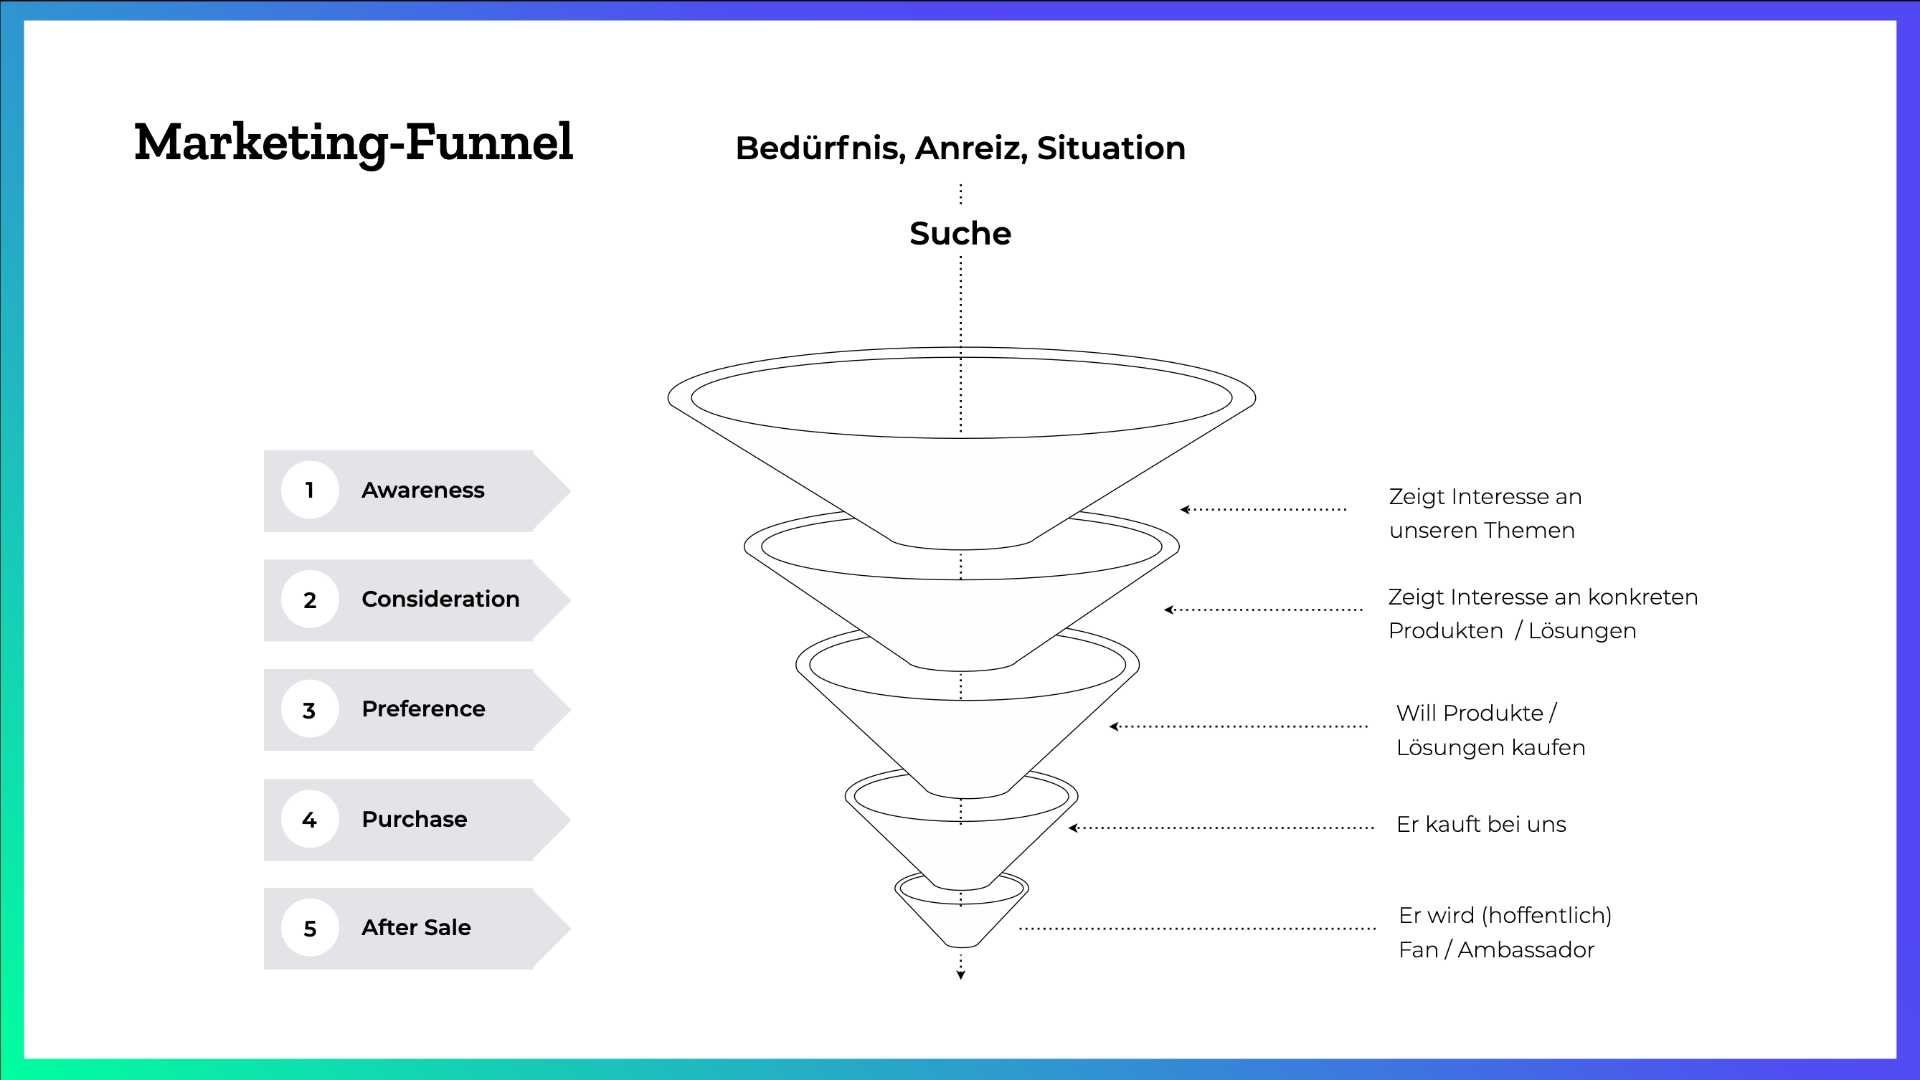 Marketing-Funnel
Bedürfnis, Anreiz, Situation
Suche
1 Awareness
Zeigt Interesse an
unseren Themen
2 Consideration
Zeigt Interesse an konkreten
Produkten / Lösungen
3 Preference
Will Produkte /
Lösungen kaufen
4 Purchase
Er kauft bei uns
5 After Sale
Er wird (hoffentlich)
Fan / Ambassador